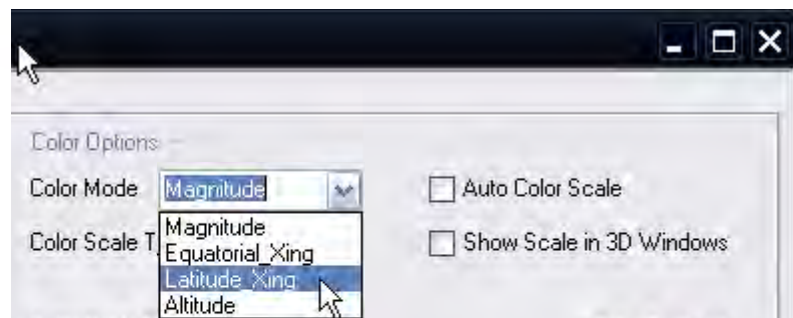 Color Options
Color Mode Magnitude Auto Color Scale
Color Scale T Show Scale in 3D Windows
Magnitude
Equatorial_Xing
Latitude_Xing
Altitude